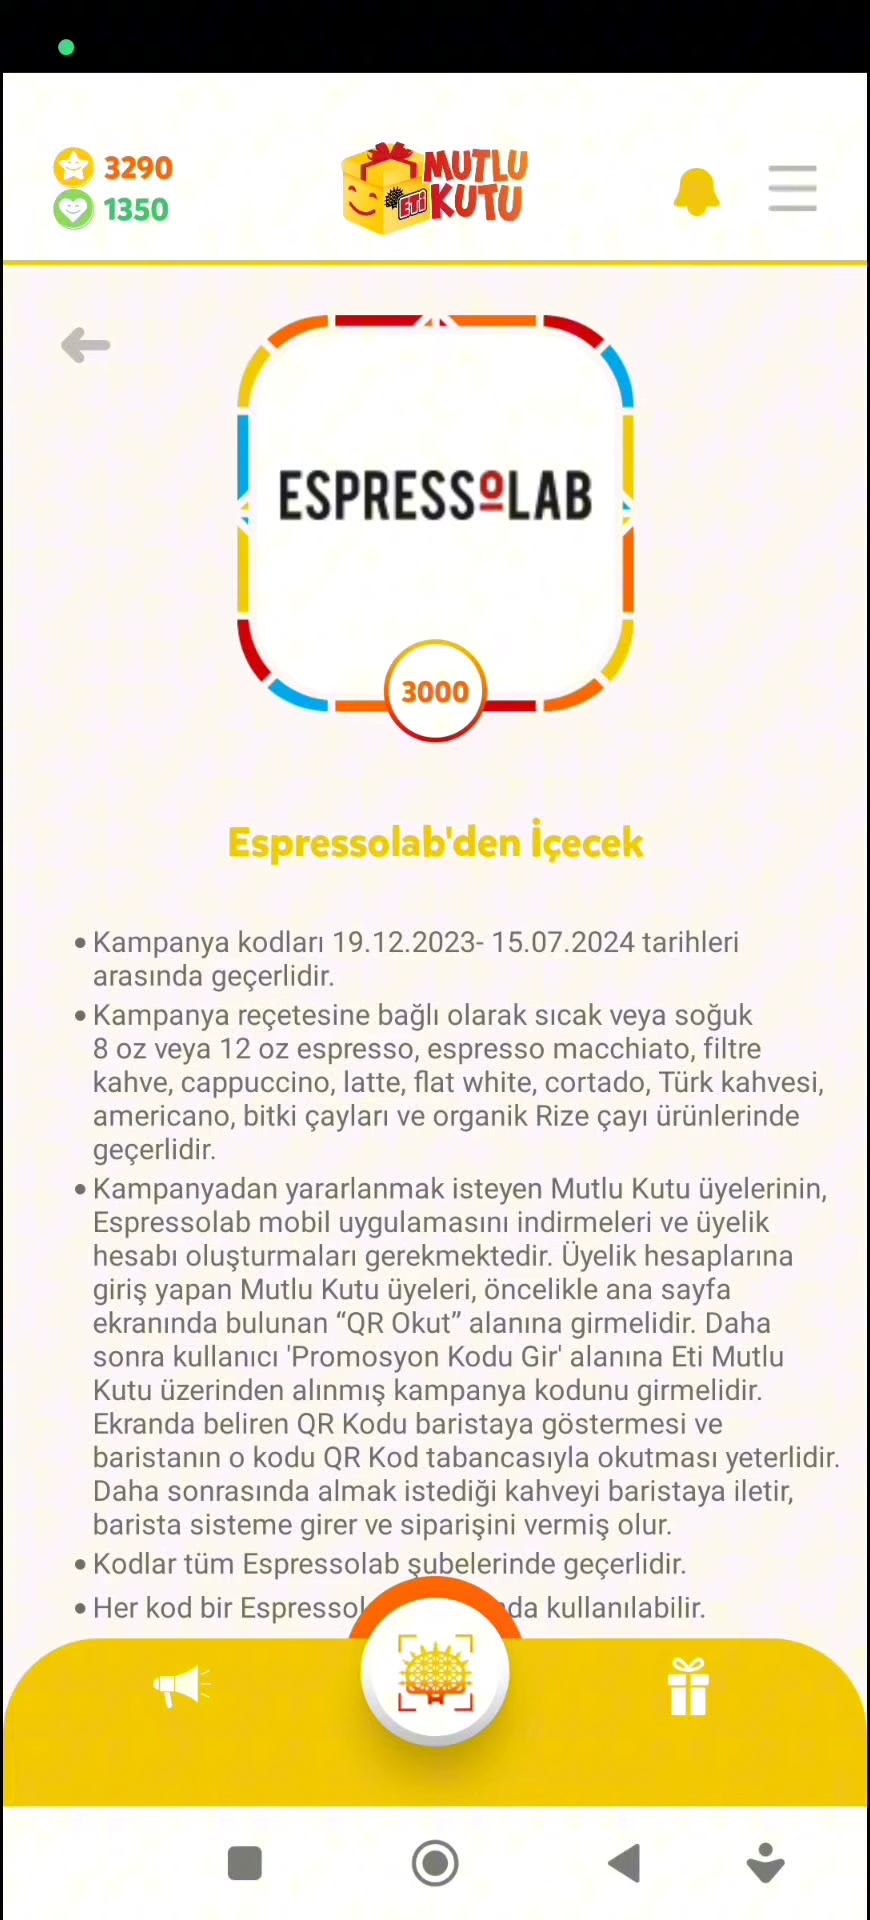 3290
1350
MUTLU
KUTU
ETİ
ESPRESSOLAB
3000
Espressolab'den İçecek
• Kampanya kodları 19.12.2023- 15.07.2024 tarihleri
arasında geçerlidir.
• Kampanya reçetesine bağlı olarak sıcak veya soğuk
8 oz veya 12 oz espresso, espresso macchiato, filtre
kahve, cappuccino, latte, flat white, cortado, Türk kahvesi,
americano, bitki çayları ve organik Rize çayı ürünlerinde
geçerlidir.
• Kampanyadan yararlanmak isteyen Mutlu Kutu üyelerinin,
Espressolab mobil uygulamasını indirmeleri ve üyelik
hesabı oluşturmaları gerekmektedir. Üyelik hesaplarına
giriş yapan Mutlu Kutu üyeleri, öncelikle ana sayfa
ekranında bulunan “QR Okut” alanına girmelidir. Daha
sonra kullanıcı 'Promosyon Kodu Gir' alanına Eti Mutlu
Kutu üzerinden alınmış kampanya kodunu girmelidir.
Ekranda beliren QR Kodu baristaya göstermesi ve
baristanın o kodu QR Kod tabancasıyla okutması yeterlidir.
Daha sonrasında almak istediği kahveyi baristaya iletir,
barista sisteme girer ve siparişini vermiş olur.
• Kodlar tüm Espressolab şubelerinde geçerlidir.
• Her kod bir kullanılabilir.